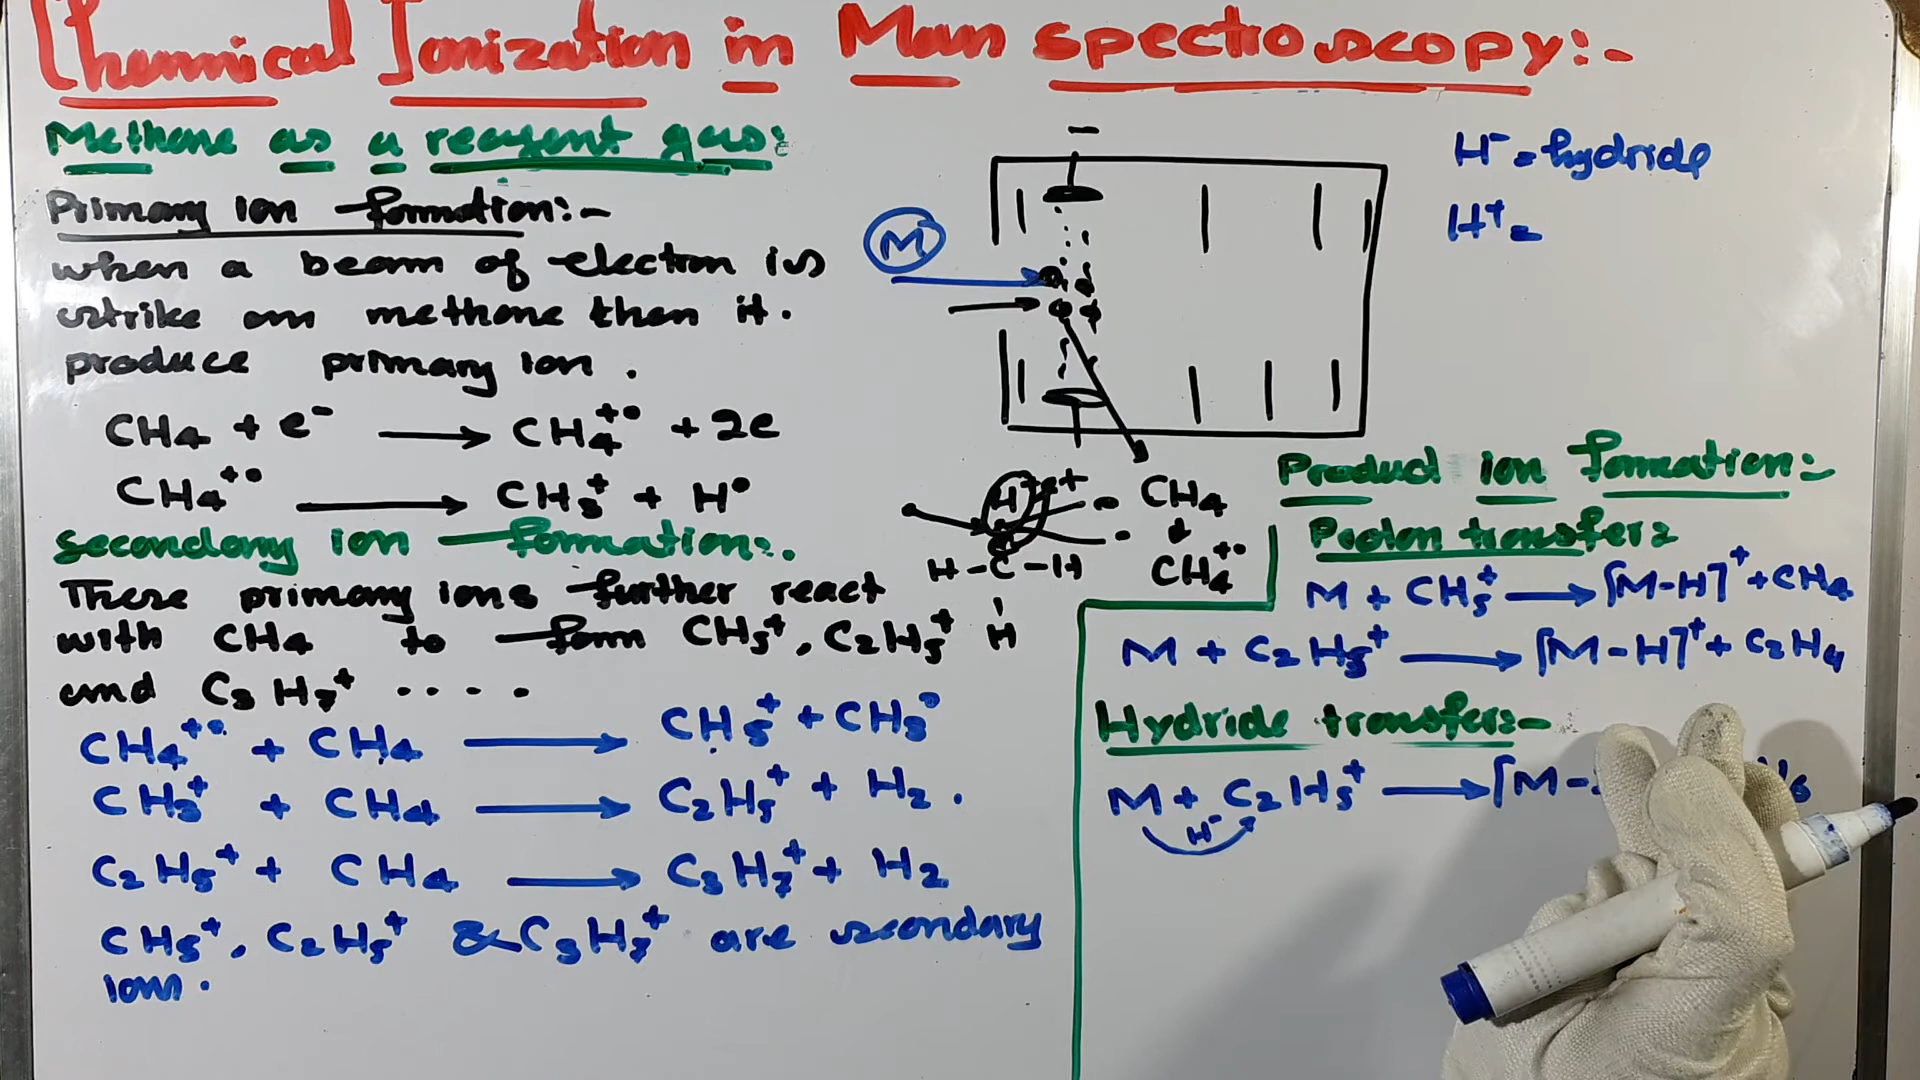 Chemical Ionization in Mass spectroscopy:-
Methane as a reagent gas:
Primary ion formation:-
when a beam of electron is
strike on methane then it.
produce primary ion.
CH4 + e⁻ → CH4⁺• + 2e
CH4⁺• → CH3⁺ + H•
Secondary ion formation:.
These primary ions further react
with CH4 to form CH5⁺, C2H5⁺
and C3H7⁺ ....
CH4⁺• + CH4 → CH5⁺ + CH3•
CH3⁺ + CH4 → C2H5⁺ + H2.
C2H5⁺ + CH4 → C3H7⁺ + H2
CH5⁺, C2H5⁺ & C3H7⁺ are secondary
ions.
M
H⁻ = hydride
H⁺ =
H
H-C-H
H
CH4
+
CH4⁺•
Product ion formation:
Proton transfer:
M + CH5⁺ → [M-H]⁺ + CH4
M + C2H5⁺ → [M-H]⁺ + C2H4
Hydride transfer:-
M + C2H5⁺ → [M-
H⁻